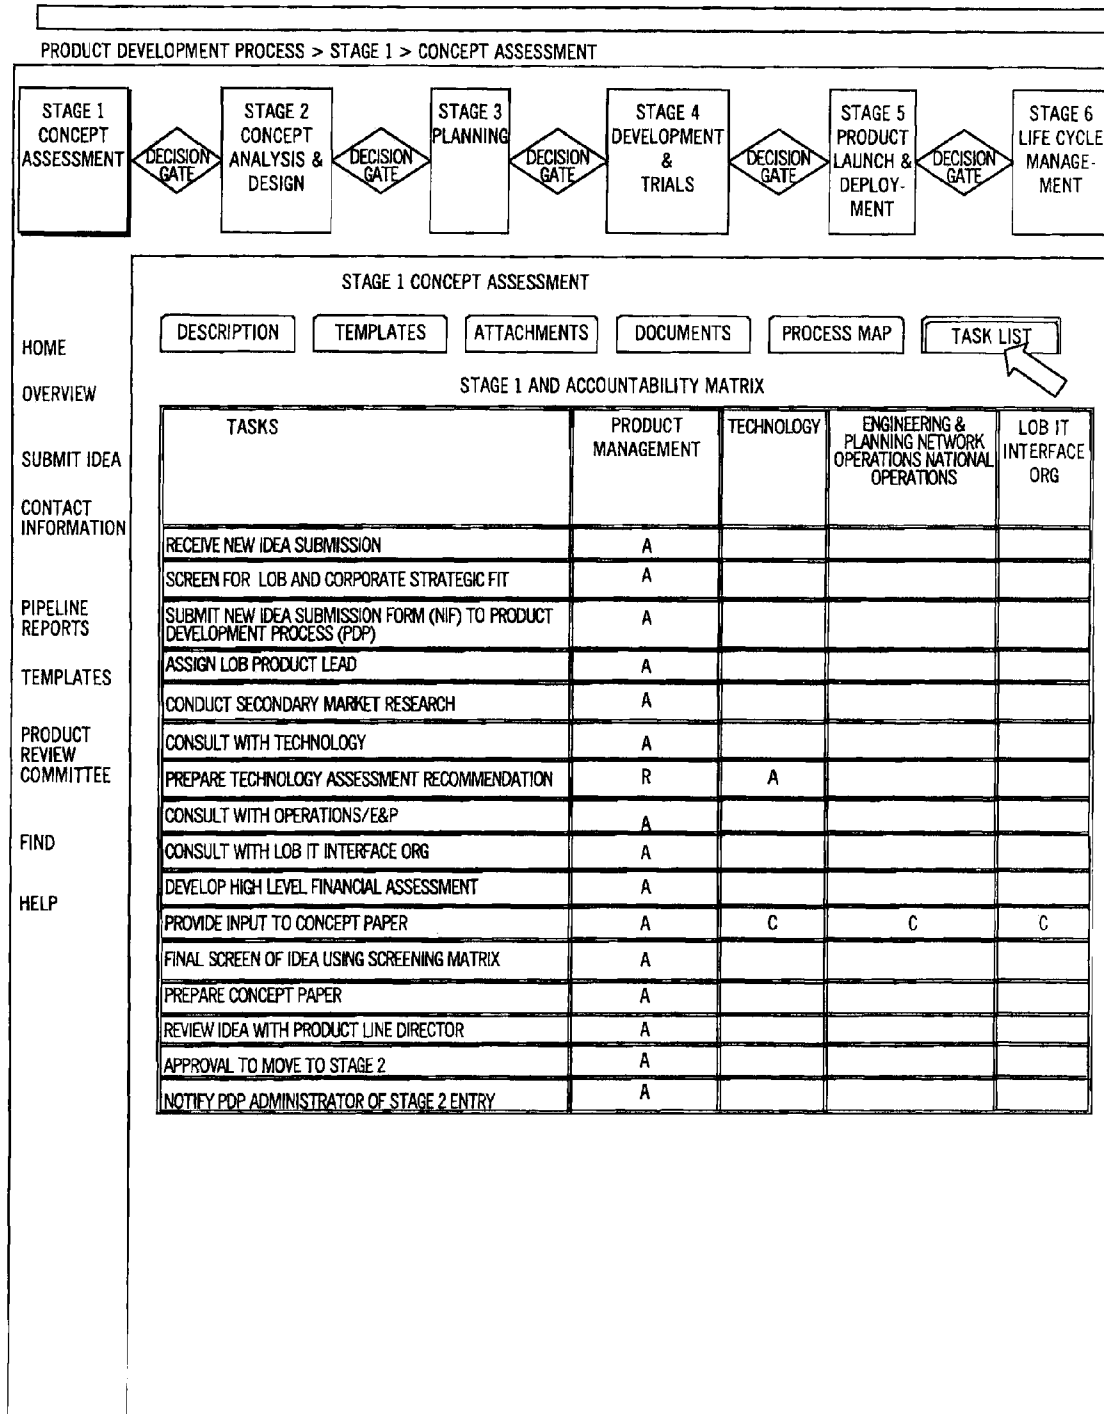 PRODUCT DEVELOPMENT PROCESS > STAGE 1 > CONCEPT ASSESSMENT
STAGE 1
CONCEPT
ASSESSMENT
DECISION
GATE
STAGE 2
CONCEPT
ANALYSIS &
DESIGN
DECISION
GATE
STAGE 3
PLANNING
DECISION
GATE
STAGE 4
DEVELOPMENT
&
TRIALS
DECISION
GATE
STAGE 5
PRODUCT
LAUNCH &
DEPLOY-
MENT
DECISION
GATE
STAGE 6
LIFE CYCLE
MANAGE-
MENT
HOME
OVERVIEW
SUBMIT IDEA
CONTACT
INFORMATION
PIPELINE
REPORTS
TEMPLATES
PRODUCT
REVIEW
COMMITTEE
FIND
HELP
STAGE 1 CONCEPT ASSESSMENT
DESCRIPTION TEMPLATES ATTACHMENTS DOCUMENTS PROCESS MAP TASK LIST
STAGE 1 AND ACCOUNTABILITY MATRIX
TASKS
PRODUCT
MANAGEMENT
TECHNOLOGY
ENGINEERING &
PLANNING NETWORK
OPERATIONS NATIONAL
OPERATIONS
LOB IT
INTERFACE
ORG
RECEIVE NEW IDEA SUBMISSION A
SCREEN FOR LOB AND CORPORATE STRATEGIC FIT A
SUBMIT NEW IDEA SUBMISSION FORM (NIF) TO PRODUCT A
DEVELOPMENT PROCESS (PDP)
ASSIGN LOB PRODUCT LEAD A
CONDUCT SECONDARY MARKET RESEARCH A
CONSULT WITH TECHNOLOGY A
PREPARE TECHNOLOGY ASSESSMENT RECOMMENDATION R A
CONSULT WITH OPERATIONS/E&P A
CONSULT WITH LOB IT INTERFACE ORG A
DEVELOP HIGH LEVEL FINANCIAL ASSESSMENT A
PROVIDE INPUT TO CONCEPT PAPER A C C C
FINAL SCREEN OF IDEA USING SCREENING MATRIX A
PREPARE CONCEPT PAPER A
REVIEW IDEA WITH PRODUCT LINE DIRECTOR A
APPROVAL TO MOVE TO STAGE 2 A
NOTIFY PDP ADMINISTRATOR OF STAGE 2 ENTRY A